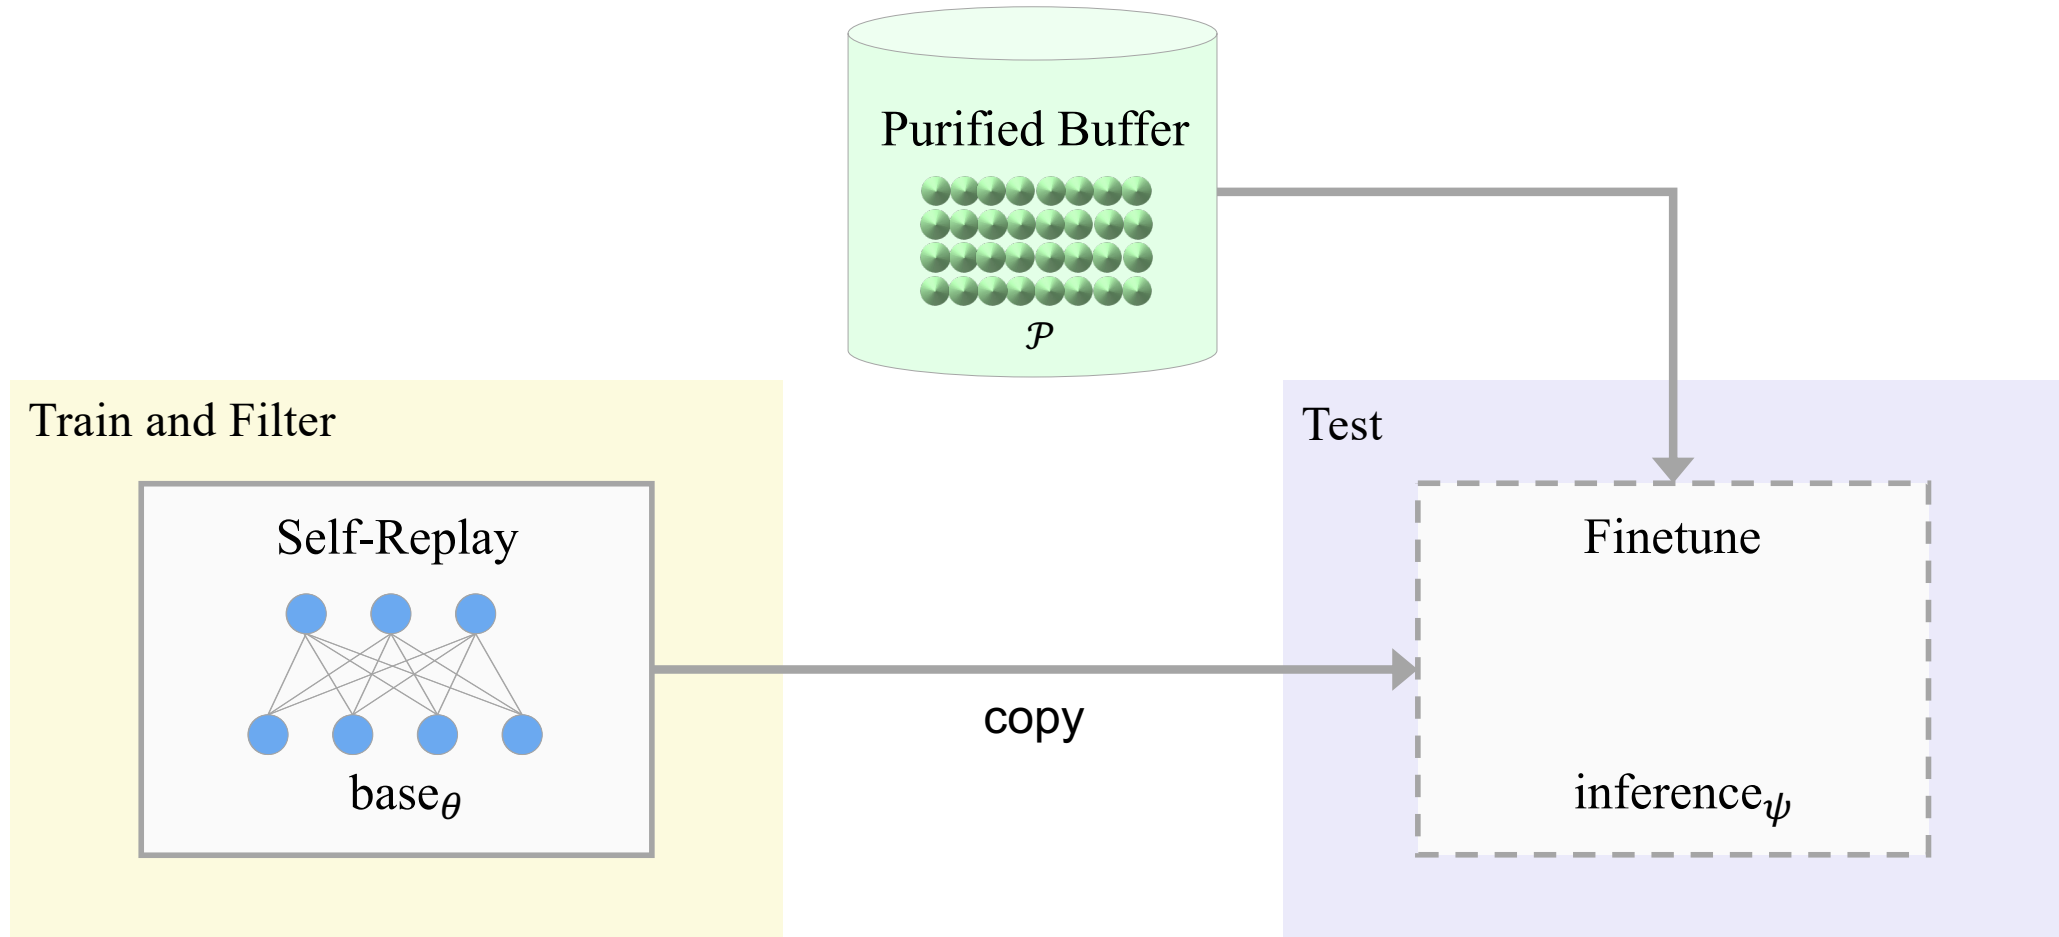 Purified Buffer
𝒫
Train and Filter
Self-Replay
base_θ
copy
Test
Finetune
inference_ψ